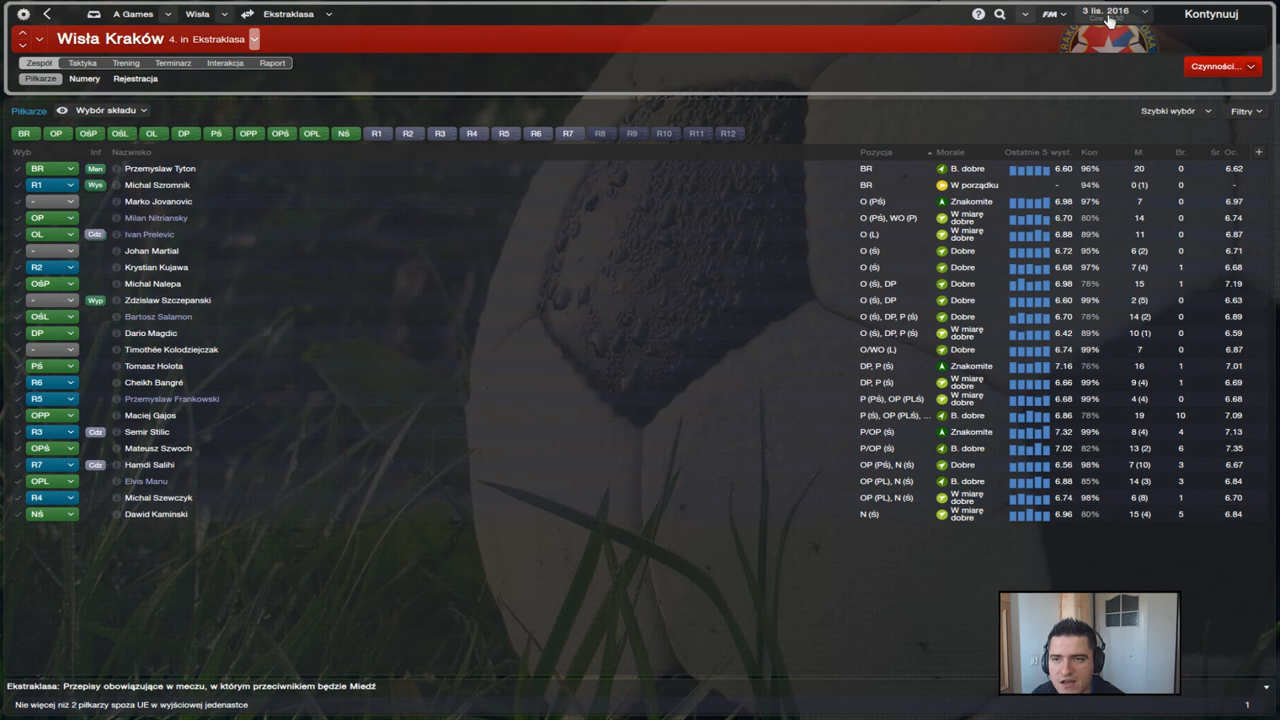 A Games Wisła Ekstraklasa FM 3 lis. 2016 Kontynuuj
Wisła Kraków 4. in Ekstraklasa
Zespół Taktyka Trening Terminarz Interakcja Raport
Piłkarze Numery Rejestracja Czynności...
Piłkarze Wybór składu Szybki wybór Filtry
BR OP OŚP OŚL OL DP PŚ OPP OPŚ OPL NŚ R1 R2 R3 R4 R5 R6 R7 R8 R9 R10 R11 R12
Wyb Inf Nazwisko Pozycja Morale Ostatnie 5 wyst. Kon M. Br. Śr. Oc.
BR Men Przemyslaw Tyton BR B. dobre 6.60 96% 20 0 6.62
R1 Wys Michal Szromnik BR W porządku - 94% 0 (1) 0 -
- Marko Jovanovic O (PŚ) Znakomite 6.98 97% 7 0 6.97
OP Milan Nitriansky O (PŚ), WO (P) W miarę dobre 6.70 80% 14 0 6.74
OL Cdz Ivan Prelevic O (L) W miarę dobre 6.88 89% 11 0 6.87
- Johan Martial O (Ś) Dobre 6.72 95% 6 (2) 0 6.71
R2 Krystian Kujawa O (Ś) Dobre 6.68 97% 7 (4) 1 6.68
OŚP Michal Nalepa O (Ś), DP Dobre 6.98 78% 15 1 7.19
- Wyp Zdzislaw Szczepanski O (Ś), DP Dobre 6.60 99% 2 (5) 0 6.63
OŚL Bartosz Salamon O (Ś), DP, P (Ś) Dobre 6.70 78% 14 (2) 0 6.89
DP Dario Magdic O (Ś), DP, P (Ś) W miarę dobre 6.42 89% 10 (1) 0 6.59
- Timothée Kolodziejczak O/WO (L) Dobre 6.74 99% 7 0 6.87
PŚ Tomasz Holota DP, P (Ś) Znakomite 7.16 76% 16 1 7.01
R6 Cheikh Bangré DP, P (Ś) W miarę dobre 6.66 99% 9 (4) 1 6.69
R5 Przemyslaw Frankowski P (PŚ), OP (PLŚ) W miarę dobre 6.68 99% 4 (4) 0 6.68
OPP Maciej Gajos P (Ś), OP (PLŚ), ... B. dobre 6.86 78% 19 10 7.09
R3 Cdz Semir Stilic P/OP (Ś) Znakomite 7.32 99% 8 (4) 4 7.13
OPŚ Mateusz Szwoch P/OP (Ś) B. dobre 7.02 82% 13 (2) 6 7.35
R7 Cdz Hamdi Salihi OP (PŚ), N (Ś) Dobre 6.56 98% 7 (10) 3 6.67
OPL Elvis Manu OP (PL), N (Ś) B. dobre 6.88 85% 14 (3) 3 6.84
R4 Michal Szewczyk OP (PL), N (Ś) W miarę dobre 6.74 98% 6 (8) 1 6.70
NŚ Dawid Kaminski N (Ś) W miarę dobre 6.96 80% 15 (4) 5 6.84
Ekstraklasa: Przepisy obowiązujące w meczu, w którym przeciwnikiem będzie Miedź
Nie więcej niż 2 piłkarzy spoza UE w wyjściowej jedenastce 1